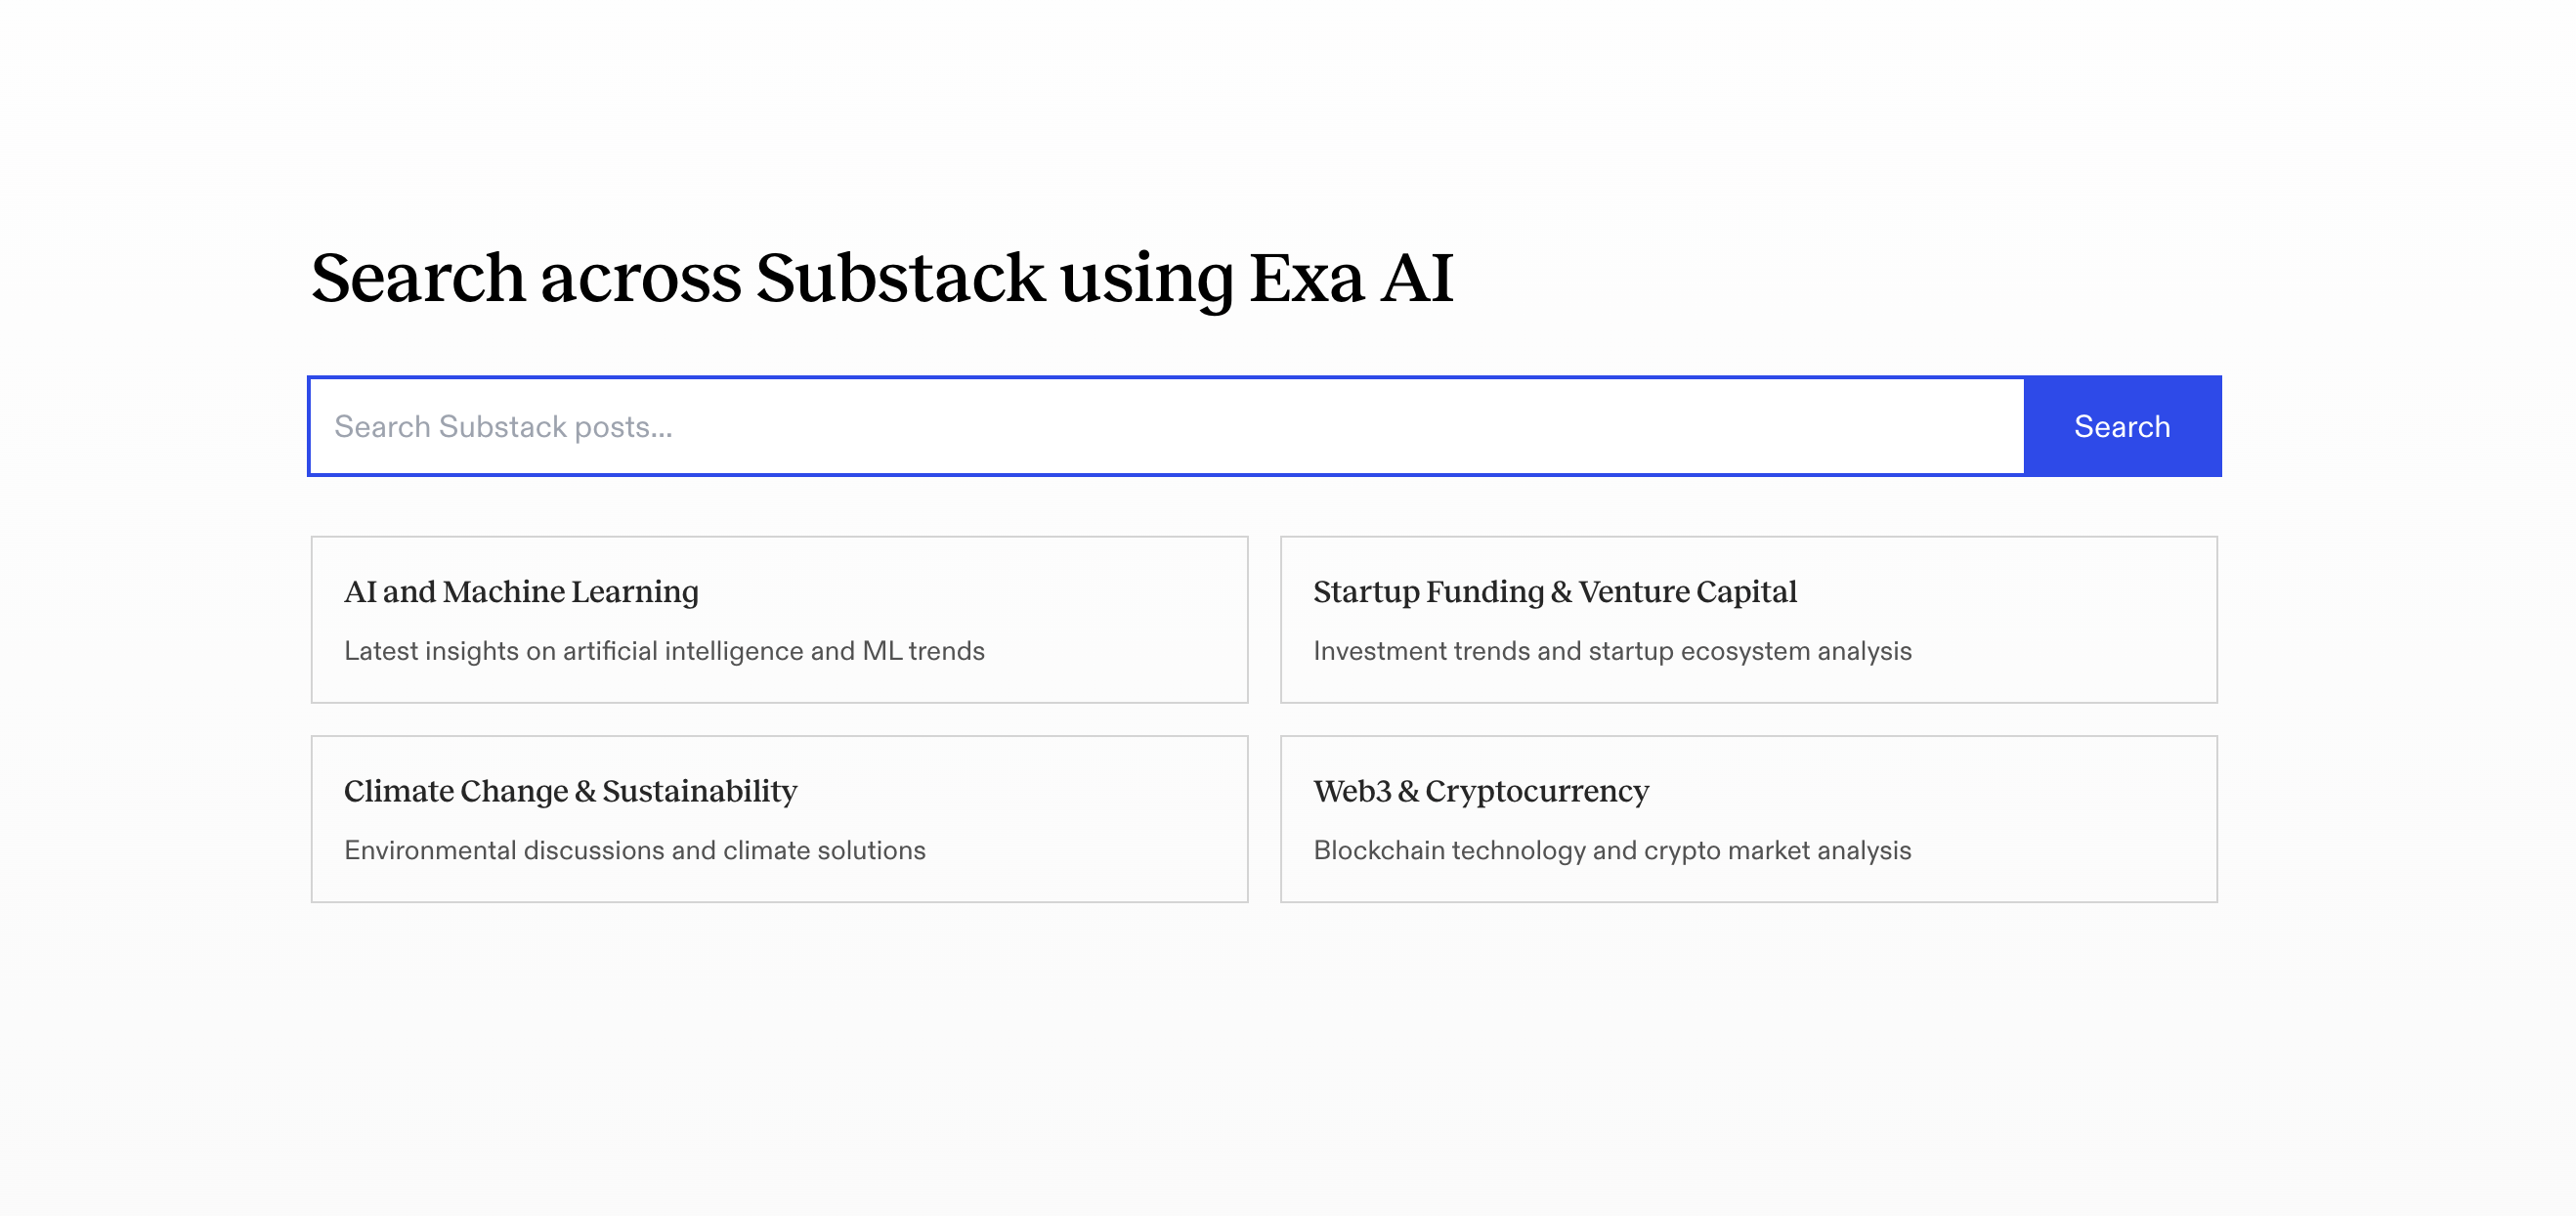 Search across Substack using Exa AI
Search Substack posts...
Search
AI and Machine Learning
Latest insights on artificial intelligence and ML trends
Startup Funding & Venture Capital
Investment trends and startup ecosystem analysis
Climate Change & Sustainability
Environmental discussions and climate solutions
Web3 & Cryptocurrency
Blockchain technology and crypto market analysis